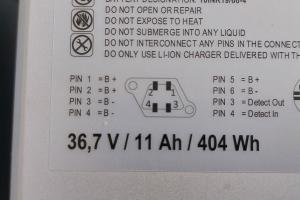 BATTERY DESIGNATION:
DO NOT OPEN OR REPAIR
DO NOT EXPOSE TO HEAT
DO NOT SUBMERGE INTO ANY LIQUID
DO NOT INTERCONNECT ANY PINS IN THE CONNECT
DO ONLY USE LI-ION CHARGER DELIVERED WITH
PIN 1 = B +
PIN 2 = B +
PIN 3 = B -
PIN 4 = B -
2 1
4 3
PIN 5 = B +
PIN 6 = B -
PIN 3 = Detect Out
PIN 4 = Detect In
36,7 V / 11 Ah / 404 Wh